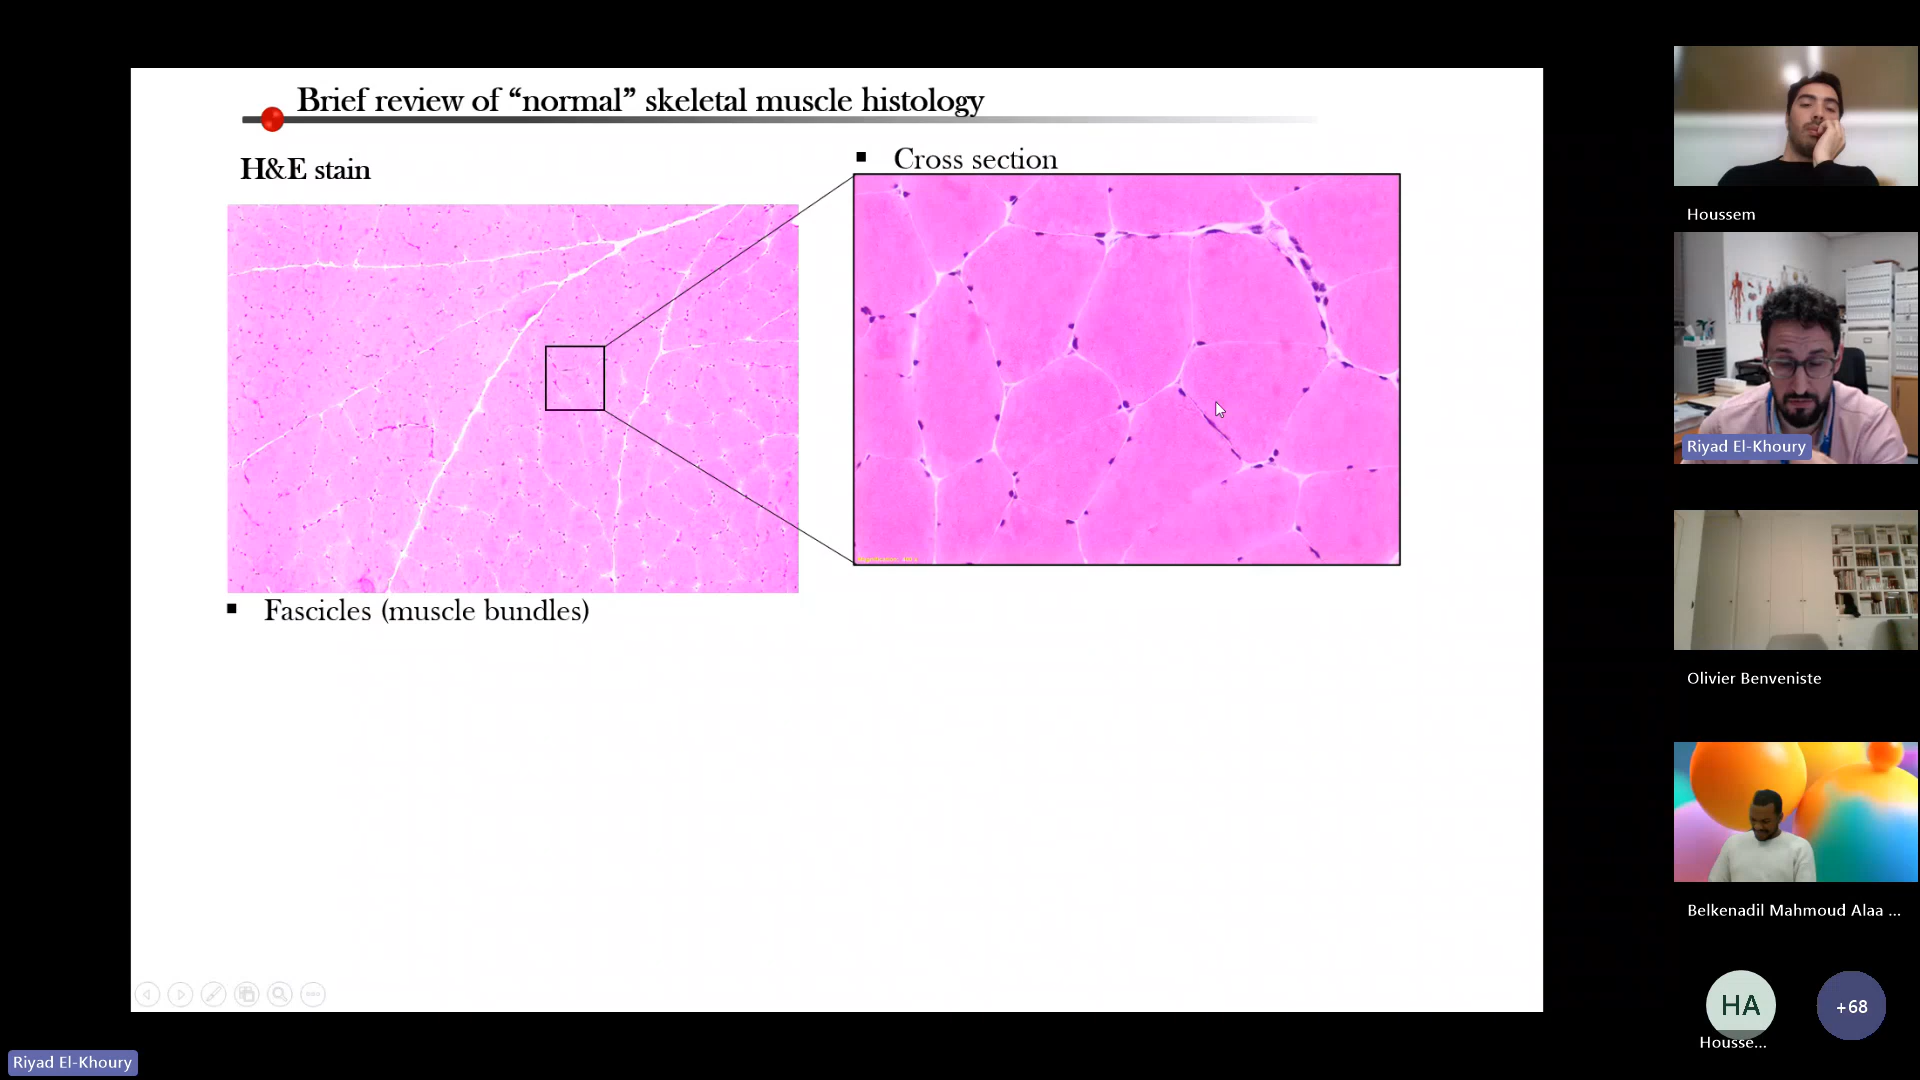 Brief review of “normal” skeletal muscle histology
H&E stain
▪ Cross section
▪ Fascicles (muscle bundles)
Houssem
Riyad El-Khoury
Olivier Benveniste
Belkenadil Mahmoud Alaa ...
HA
+68
Housse...
Riyad El-Khoury